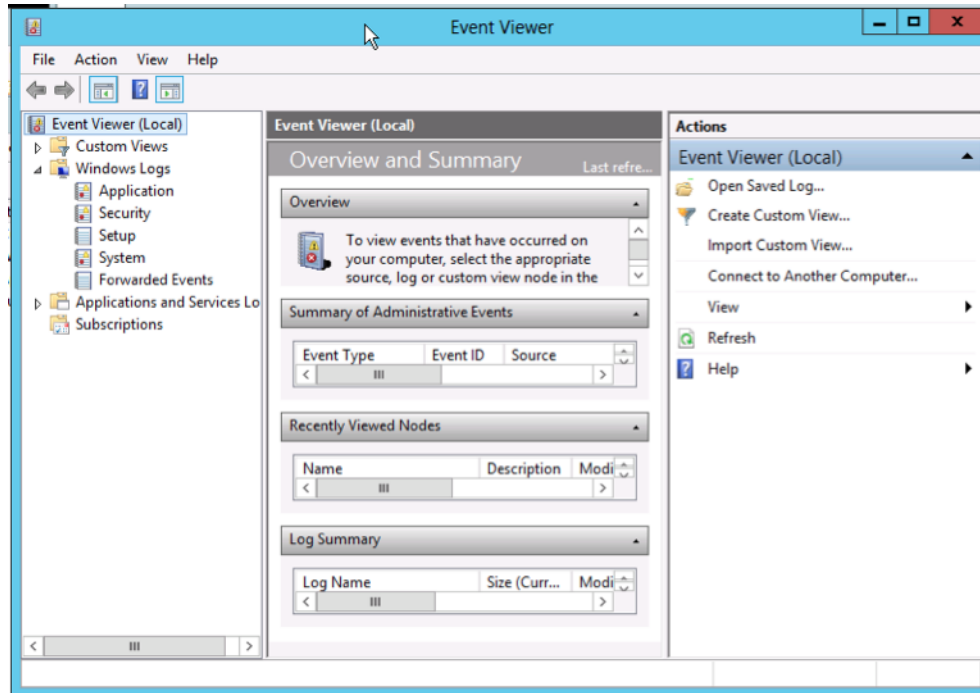 Event Viewer
File Action View Help
Event Viewer (Local)
Custom Views
Windows Logs
Application
Security
Setup
System
Forwarded Events
Applications and Services Lo
Subscriptions
Event Viewer (Local)
Overview and Summary Last refre...
Overview
To view events that have occurred on
your computer, select the appropriate
source, log or custom view node in the
Summary of Administrative Events
Event Type Event ID Source
Recently Viewed Nodes
Name Description Modi
Log Summary
Log Name Size (Curr... Modi
Actions
Event Viewer (Local)
Open Saved Log...
Create Custom View...
Import Custom View...
Connect to Another Computer...
View
Refresh
Help